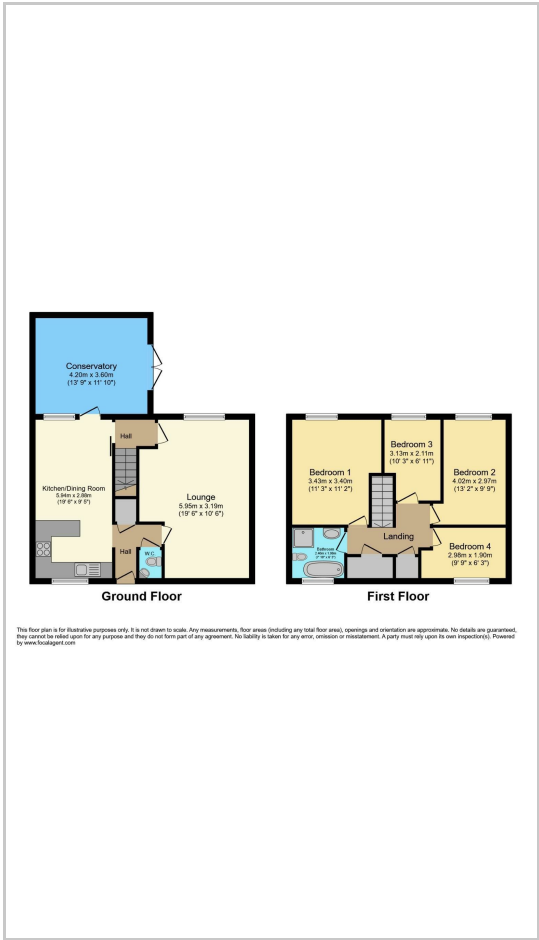 Conservatory
4.20m x 3.60m
(13' 9" x 11' 10")
Hall
Kitchen/Dining Room
5.94m x 2.88m
(19' 6" x 9' 5")
Lounge
5.95m x 3.19m
(19' 6" x 10' 6")
Hall
W.C.
Ground Floor
Bedroom 1
3.43m x 3.40m
(11' 3" x 11' 2")
Bedroom 3
3.13m x 2.11m
(10' 3" x 6' 11")
Bedroom 2
4.02m x 2.97m
(13' 2" x 9' 9")
Landing
Bathroom
Bedroom 4
2.98m x 1.90m
(9' 9" x 6' 3")
First Floor
This floor plan is for illustrative purposes only. It is not drawn to scale. Any measurements, floor areas (including any total floor area), openings and orientation are approximate. No details are guaranteed,
they cannot be relied upon for any purpose and they do not form part of any agreement. No liability is taken for any error, omission or misstatement. A party must rely upon its own inspection(s). Powered
by www.focalagent.com